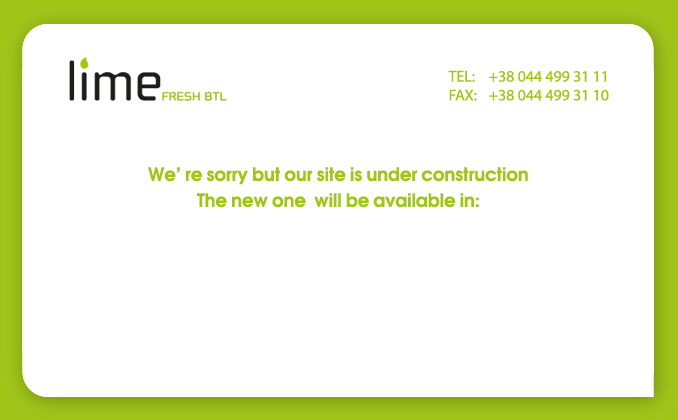 lime FRESH BTL
TEL: +38 044 499 31 11
FAX: +38 044 499 31 10
We' re sorry but our site is under construction
The new one will be available in: